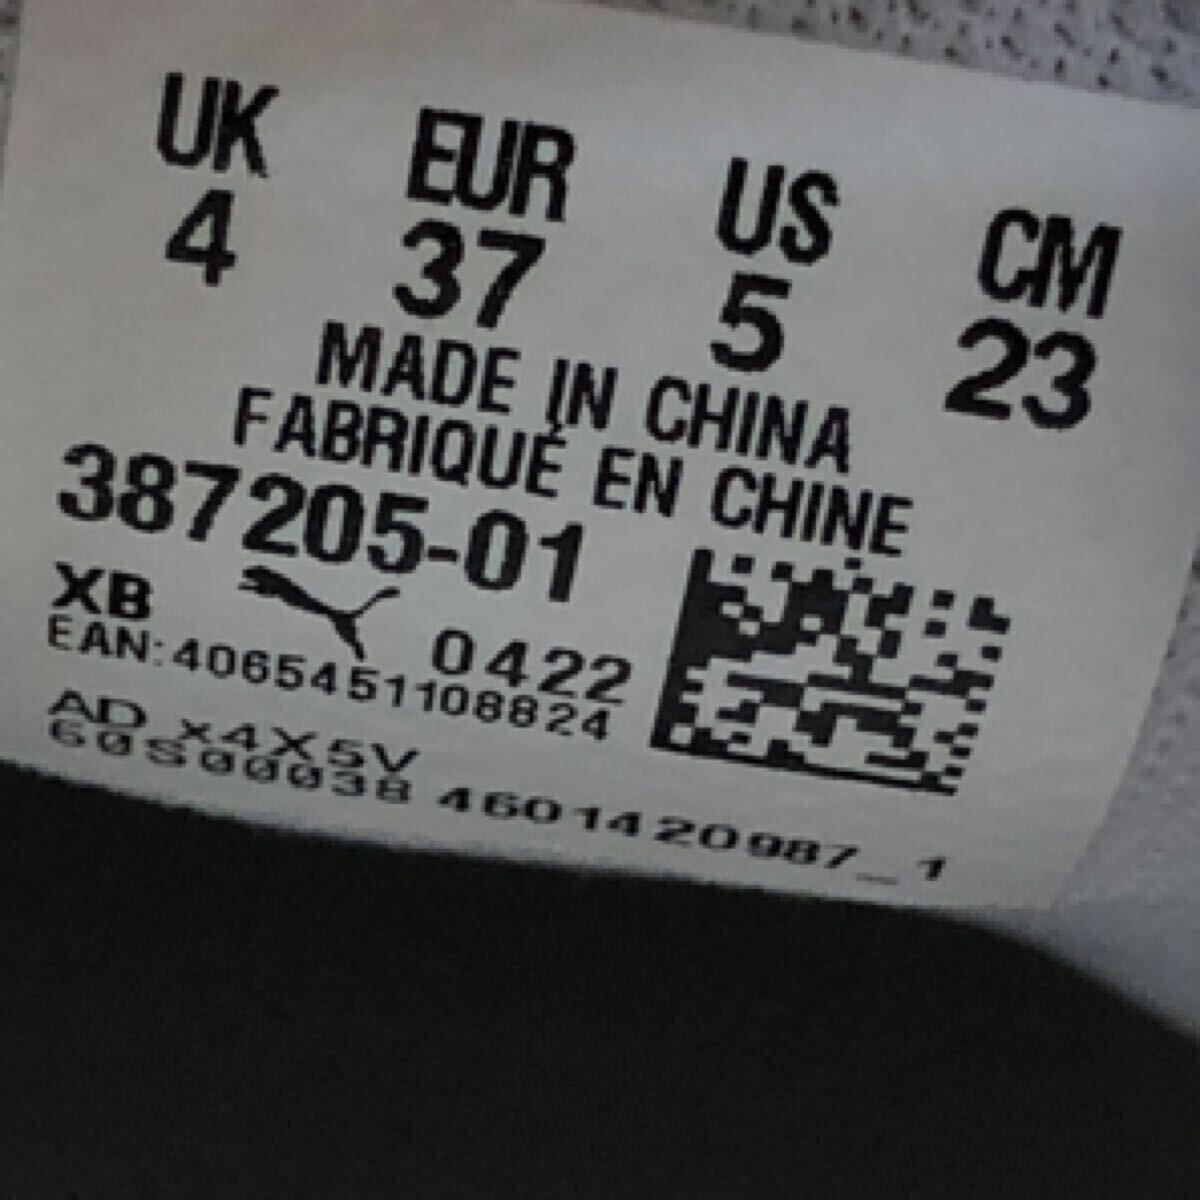 UK EUR US CM
4 37 5 23
MADE IN CHINA
FABRIQUÉ EN CHINE
387205-01
XB 0422
EAN:4065451108824
AD X4X5V
60S00038 4601420987_1